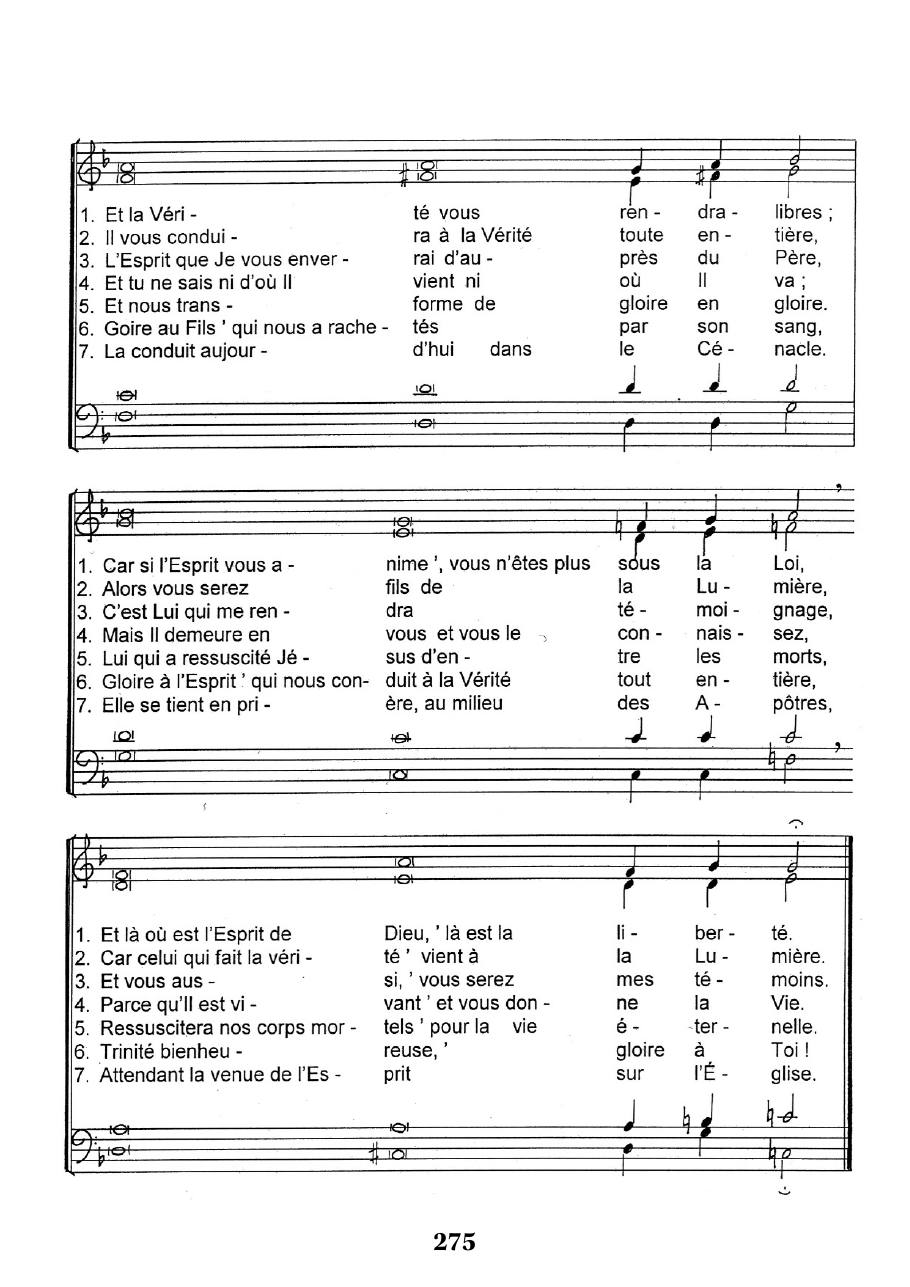 1. Et la Véri - té vous ren - dra - libres ;
2. Il vous condui - ra à la Vérité toute en - tière,
3. L'Esprit que Je vous enver - rai d'au - près du Père,
4. Et tu ne sais ni d'où Il vient ni où Il va ;
5. Et nous trans - forme de gloire en gloire.
6. Goire au Fils ' qui nous a rache - tés par son sang,
7. La conduit aujour - d'hui dans le Cé - nacle.
1. Car si l'Esprit vous a - nime ', vous n'êtes plus sous la Loi,
2. Alors vous serez fils de la Lu - mière,
3. C'est Lui qui me ren - dra té - moi - gnage,
4. Mais Il demeure en vous et vous le con - nais - sez,
5. Lui qui a ressuscité Jé - sus d'en - tre les morts,
6. Gloire à l'Esprit ' qui nous con- duit à la Vérité tout en - tière,
7. Elle se tient en pri - ère, au milieu des A - pôtres,
1. Et là où est l'Esprit de Dieu, ' là est la li - ber - té.
2. Car celui qui fait la véri - té ' vient à la Lu - mière.
3. Et vous aus - si, ' vous serez mes té - moins.
4. Parce qu'Il est vi - vant ' et vous don - ne la Vie.
5. Ressuscitera nos corps mor - tels ' pour la vie é - ter - nelle.
6. Trinité bienheu - reuse, ' gloire à Toi !
7. Attendant la venue de l'Es - prit sur l'É - glise.
275